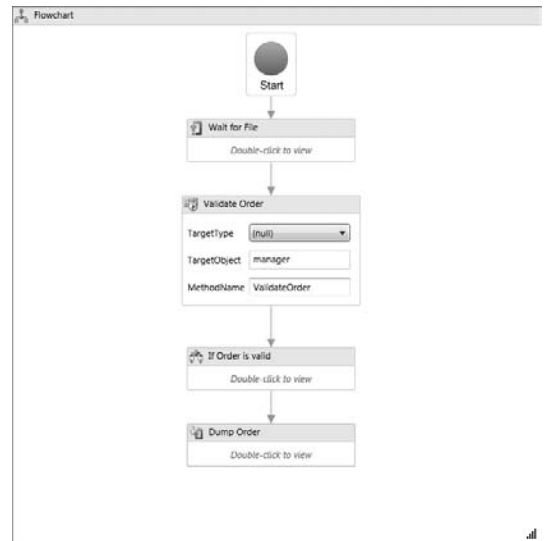 Flowchart
Start
Wait for File
Double-click to view
Validate Order
TargetType (null)
TargetObject manager
MethodName ValidateOrder
If Order is valid
Double-click to view
Dump Order
Double-click to view